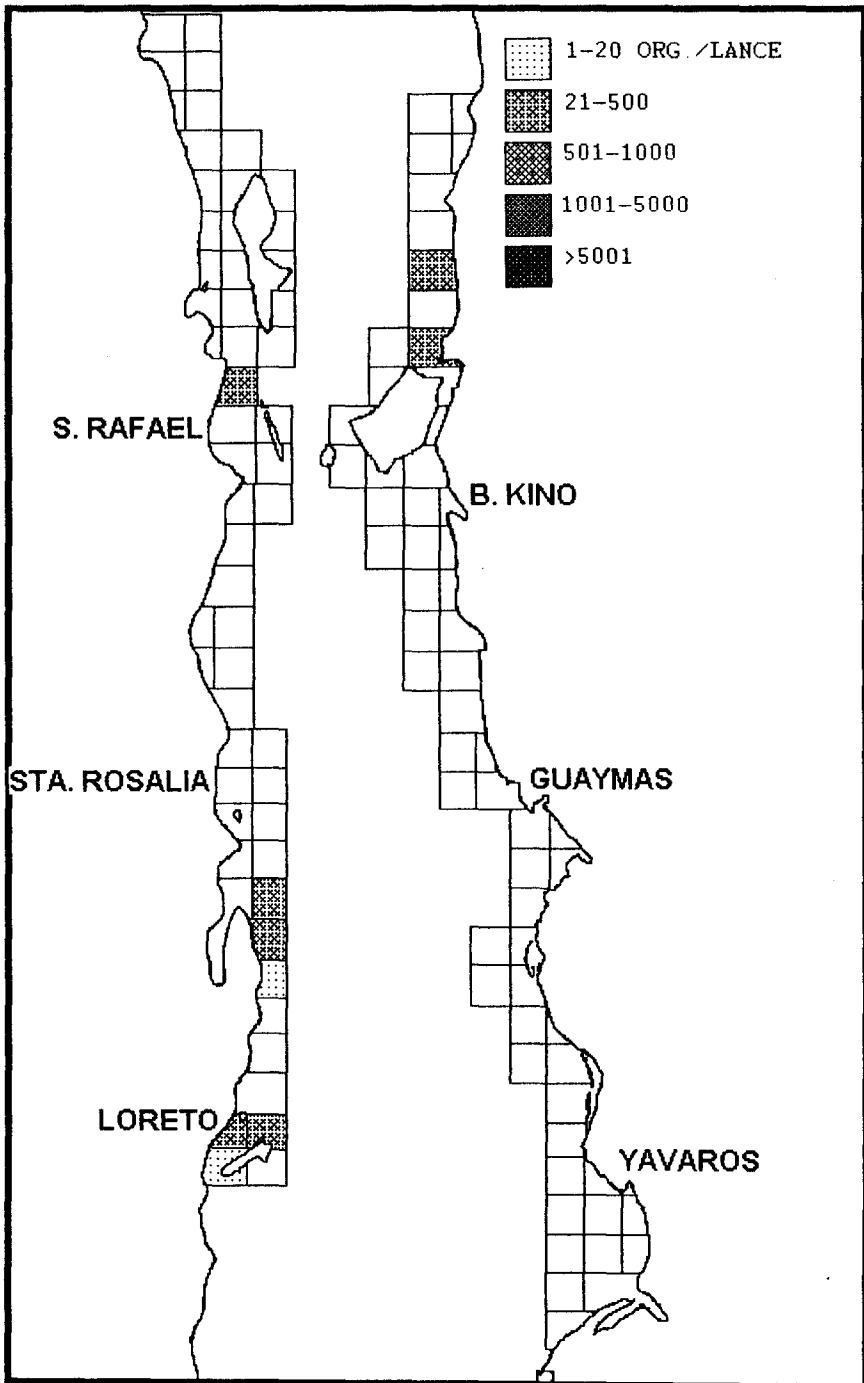 1-20 ORG./LANCE
21-500
501-1000
1001-5000
>5001
S. RAFAEL
B. KINO
STA. ROSALIA
GUAYMAS
LORETO
YAVAROS